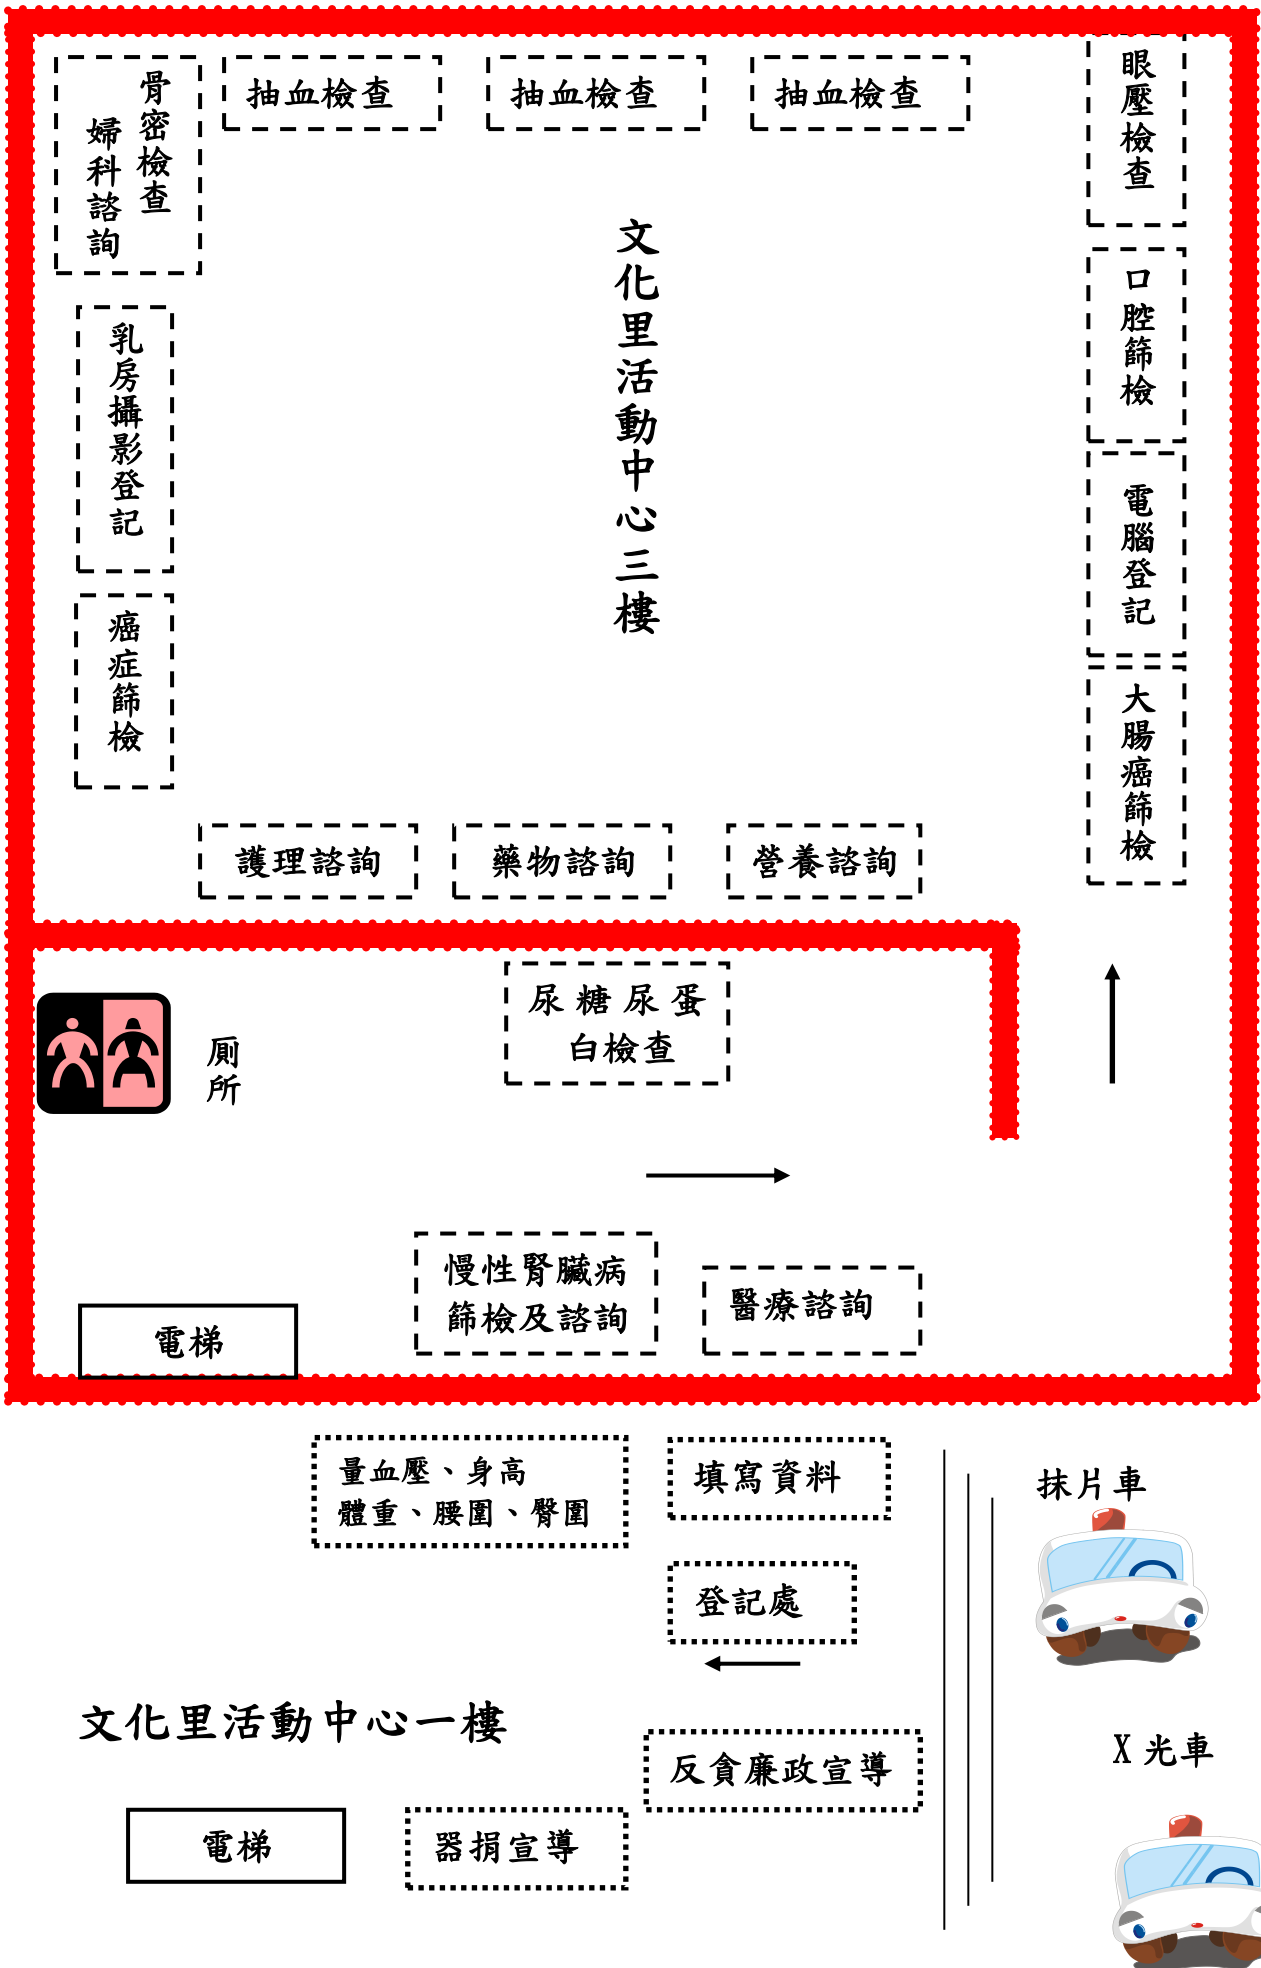 骨密檢查
婦科諮詢
抽血檢查
抽血檢查
抽血檢查
眼壓檢查
口腔篩檢
電腦登記
大腸癌篩檢
文化里活動中心三樓
乳房攝影登記
癌症篩檢
護理諮詢
藥物諮詢
營養諮詢
尿糖尿蛋
白檢查
廁所
慢性腎臟病
篩檢及諮詢
醫療諮詢
電梯
量血壓、身高
體重、腰圍、臀圍
填寫資料
抹片車
登記處
文化里活動中心一樓
反貪廉政宣導
X光車
電梯
器捐宣導